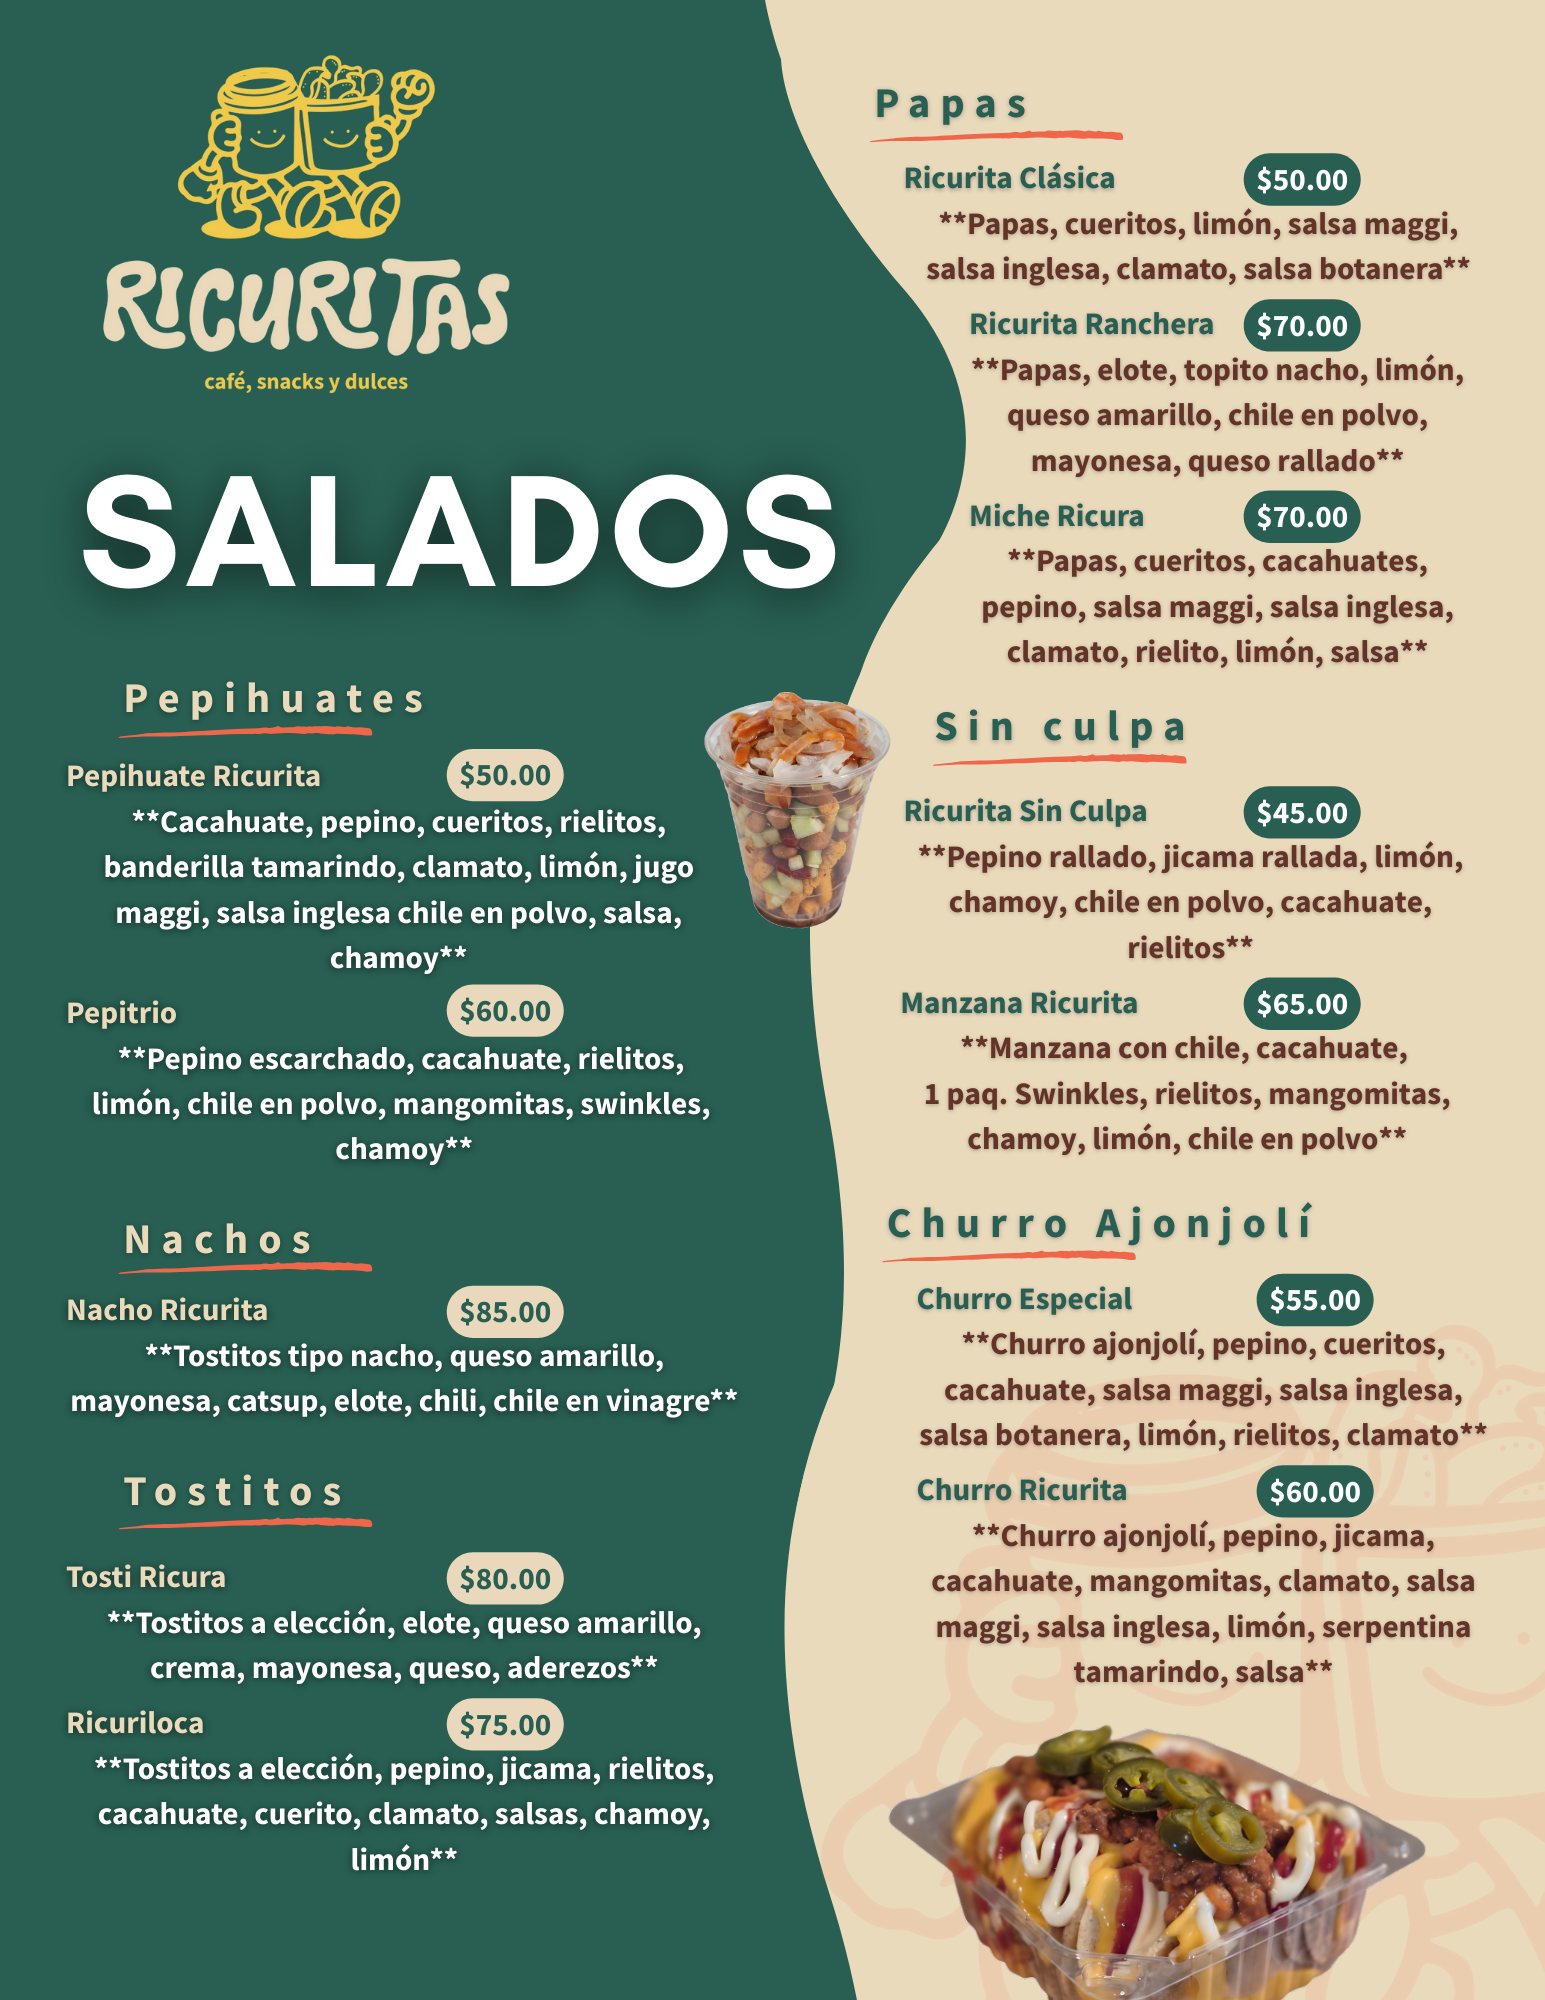 RICURITAS
café, snacks y dulces
SALADOS
Pepihuates
Pepihuate Ricurita $50.00
**Cacahuate, pepino, cueritos, rielitos,
banderilla tamarindo, clamato, limón, jugo
maggi, salsa inglesa chile en polvo, salsa,
chamoy**
Pepitrio $60.00
**Pepino escarchado, cacahuate, rielitos,
limón, chile en polvo, mangomitas, swinkles,
chamoy**
Nachos
Nacho Ricurita $85.00
**Tostitos tipo nacho, queso amarillo,
mayonesa, catsup, elote, chili, chile en vinagre**
Tostitos
Tosti Ricura $80.00
**Tostitos a elección, elote, queso amarillo,
crema, mayonesa, queso, aderezos**
Ricuriloca $75.00
**Tostitos a elección, pepino, jicama, rielitos,
cacahuate, cuerito, clamato, salsas, chamoy,
limón**
Papas
Ricurita Clásica $50.00
**Papas, cueritos, limón, salsa maggi,
salsa inglesa, clamato, salsa botanera**
Ricurita Ranchera $70.00
**Papas, elote, topito nacho, limón,
queso amarillo, chile en polvo,
mayonesa, queso rallado**
Miche Ricura $70.00
**Papas, cueritos, cacahuates,
pepino, salsa maggi, salsa inglesa,
clamato, rielito, limón, salsa**
Sin culpa
Ricurita Sin Culpa $45.00
**Pepino rallado, jicama rallada, limón,
chamoy, chile en polvo, cacahuate,
rielitos**
Manzana Ricurita $65.00
**Manzana con chile, cacahuate,
1 paq. Swinkles, rielitos, mangomitas,
chamoy, limón, chile en polvo**
Churro Ajonjolí
Churro Especial $55.00
**Churro ajonjolí, pepino, cueritos,
cacahuate, salsa maggi, salsa inglesa,
salsa botanera, limón, rielitos, clamato**
Churro Ricurita $60.00
**Churro ajonjolí, pepino, jicama,
cacahuate, mangomitas, clamato, salsa
maggi, salsa inglesa, limón, serpentina
tamarindo, salsa**